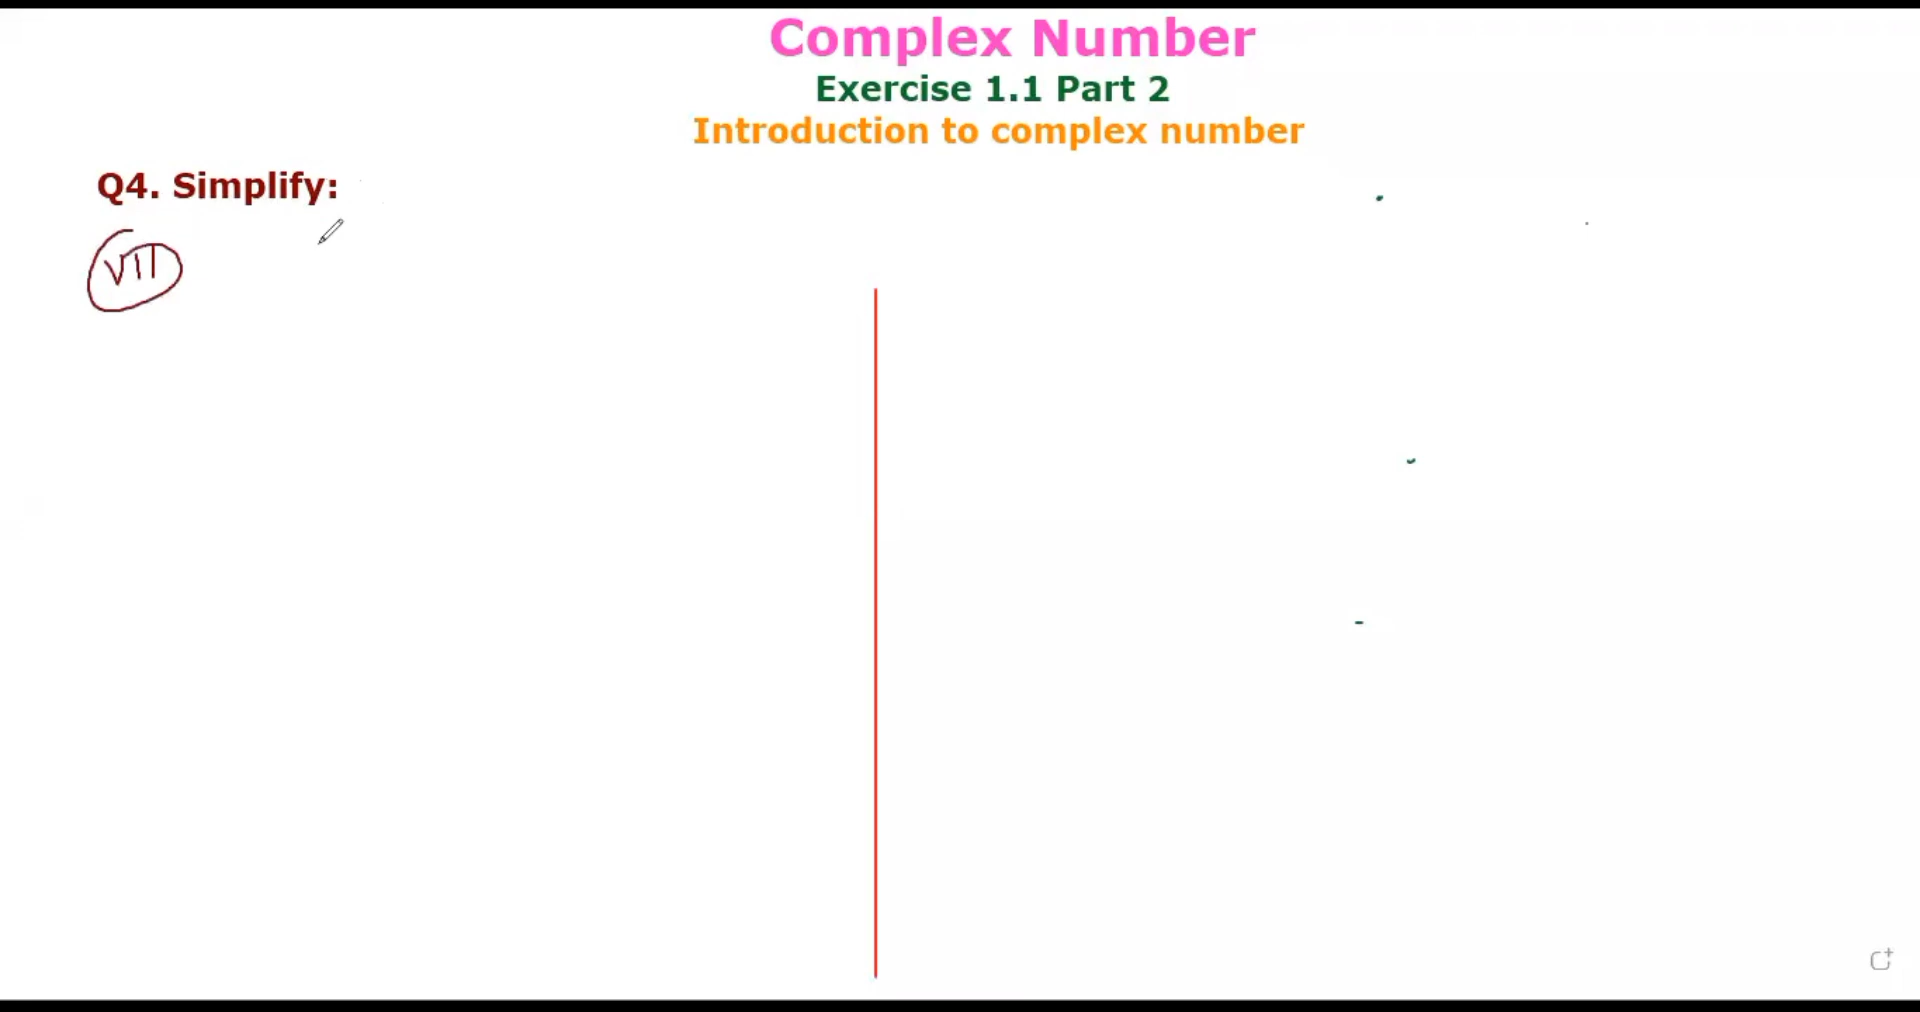 Complex Number
Exercise 1.1 Part 2
Introduction to complex number
Q4. Simplify:
VII